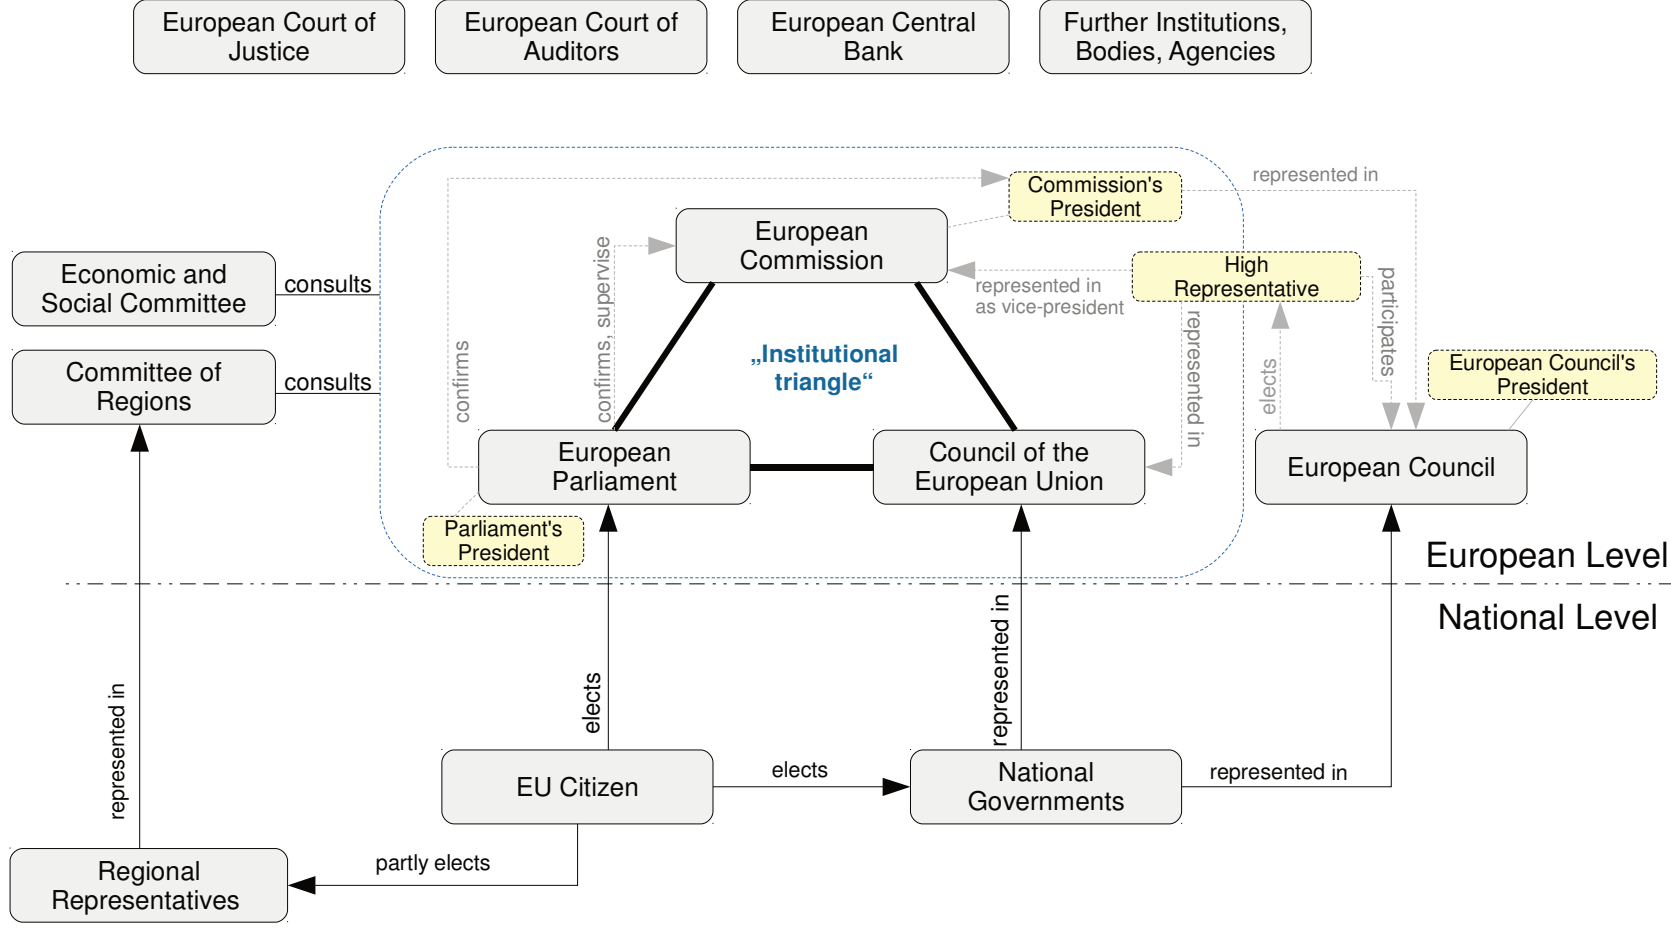 European Court of
Justice
European Court of
Auditors
European Central
Bank
Further Institutions,
Bodies, Agencies
Commission's
President
represented in
European
Commission
High
Representative
represented in
as vice-president
participates
Economic and
Social Committee
consults
confirms, supervise
confirms
„Institutional
triangle“
represented in
elects
European Council's
President
Committee of
Regions
consults
European
Parliament
Council of the
European Union
European Council
Parliament's
President
European Level
National Level
represented in
elects
represented in
EU Citizen
elects
National
Governments
represented in
partly elects
Regional
Representatives